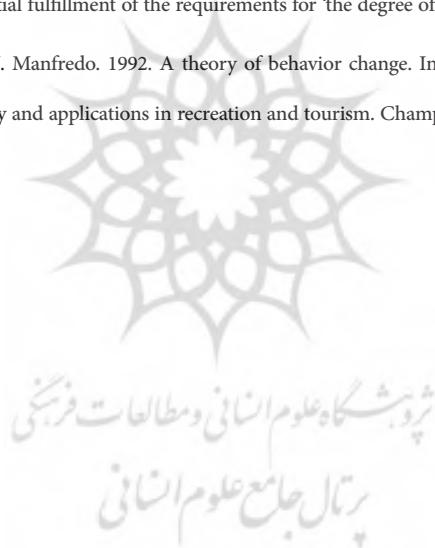 tial fulfillment of the requirements for 'the degree of
. Manfredo. 1992. A theory of behavior change. In
y and applications in recreation and tourism. Champ
پژوهشگاه علوم انسانی و مطالعات فرهنگی
پرتال جامع علوم انسانی